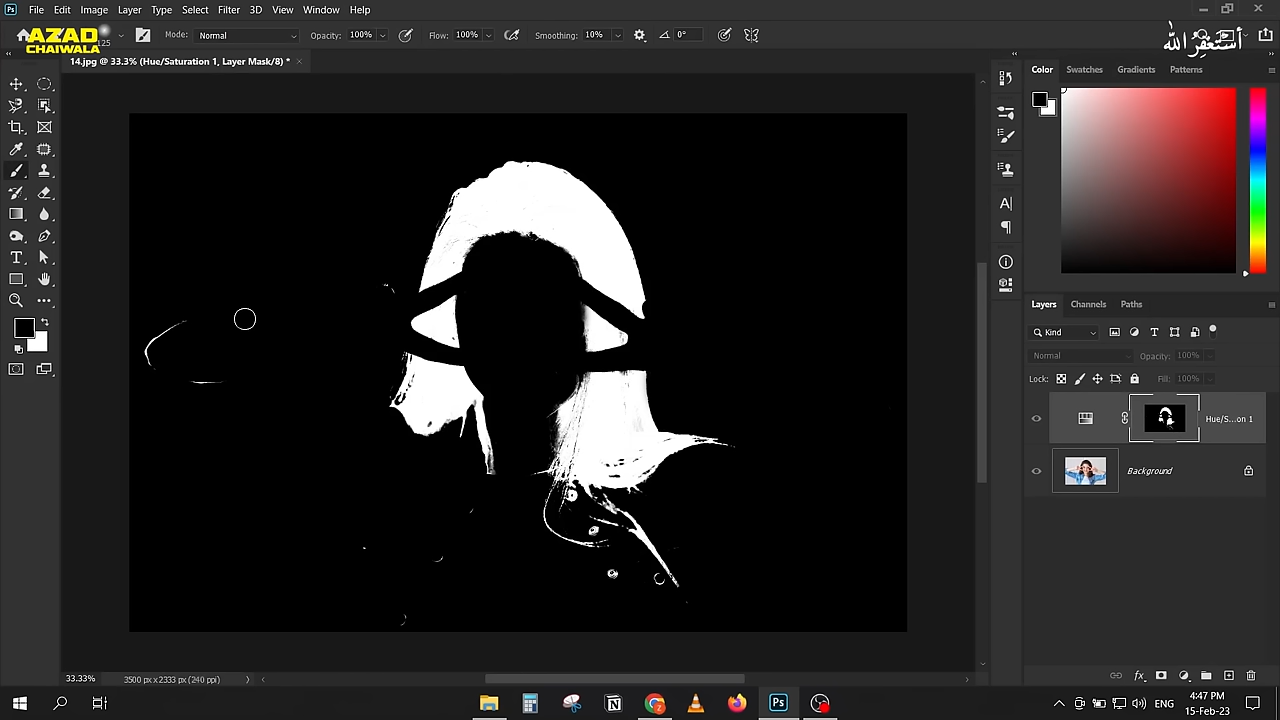 File Edit Image Layer Type Select Filter 3D View Window Help
AZAD
CHAIWALA
125
Mode: Normal
Opacity: 100%
Flow: 100%
Smoothing: 10%
0°
أستغفر الله
14.jpg @ 33.3% (Hue/Saturation 1, Layer Mask/8) *
Color Swatches Gradients Patterns
Layers Channels Paths
Kind
Normal Opacity: 100%
Lock: Fill: 100%
Hue/S...on 1
Background
33.33% 3500 px x 2333 px (240 ppi)
ENG
4:47 PM
15-Feb-23